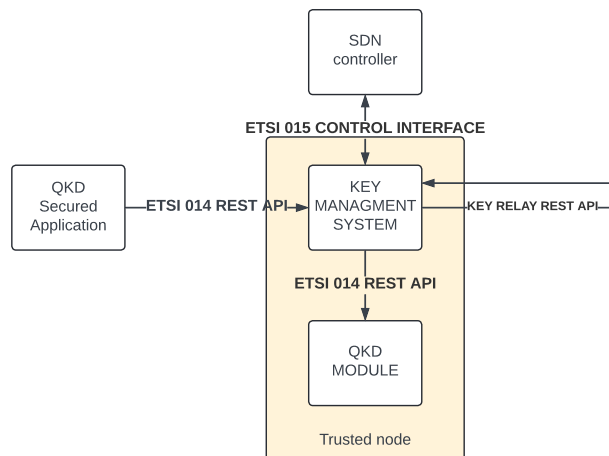 SDN
controller
ETSI 015 CONTROL INTERFACE
QKD
Secured
Application
ETSI 014 REST API
KEY
MANAGMENT
SYSTEM
KEY RELAY REST API
ETSI 014 REST API
QKD
MODULE
Trusted node